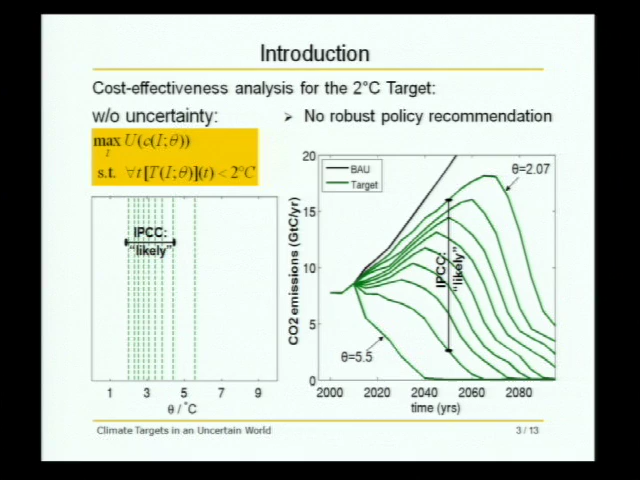 Introduction
Cost-effectiveness analysis for the 2°C Target:
w/o uncertainty:
➢ No robust policy recommendation
max U(c(I;θ))
I
s.t. ∀t[T(I;θ)](t) < 2°C
IPCC:
"likely"
1 3 5 7 9
θ / °C
20
15
10
5
0
CO2 emissions (GtC/yr)
BAU
Target
θ=2.07
IPCC:
"likely"
θ=5.5
2000 2020 2040 2060 2080
time (yrs)
Climate Targets in an Uncertain World
3 / 13